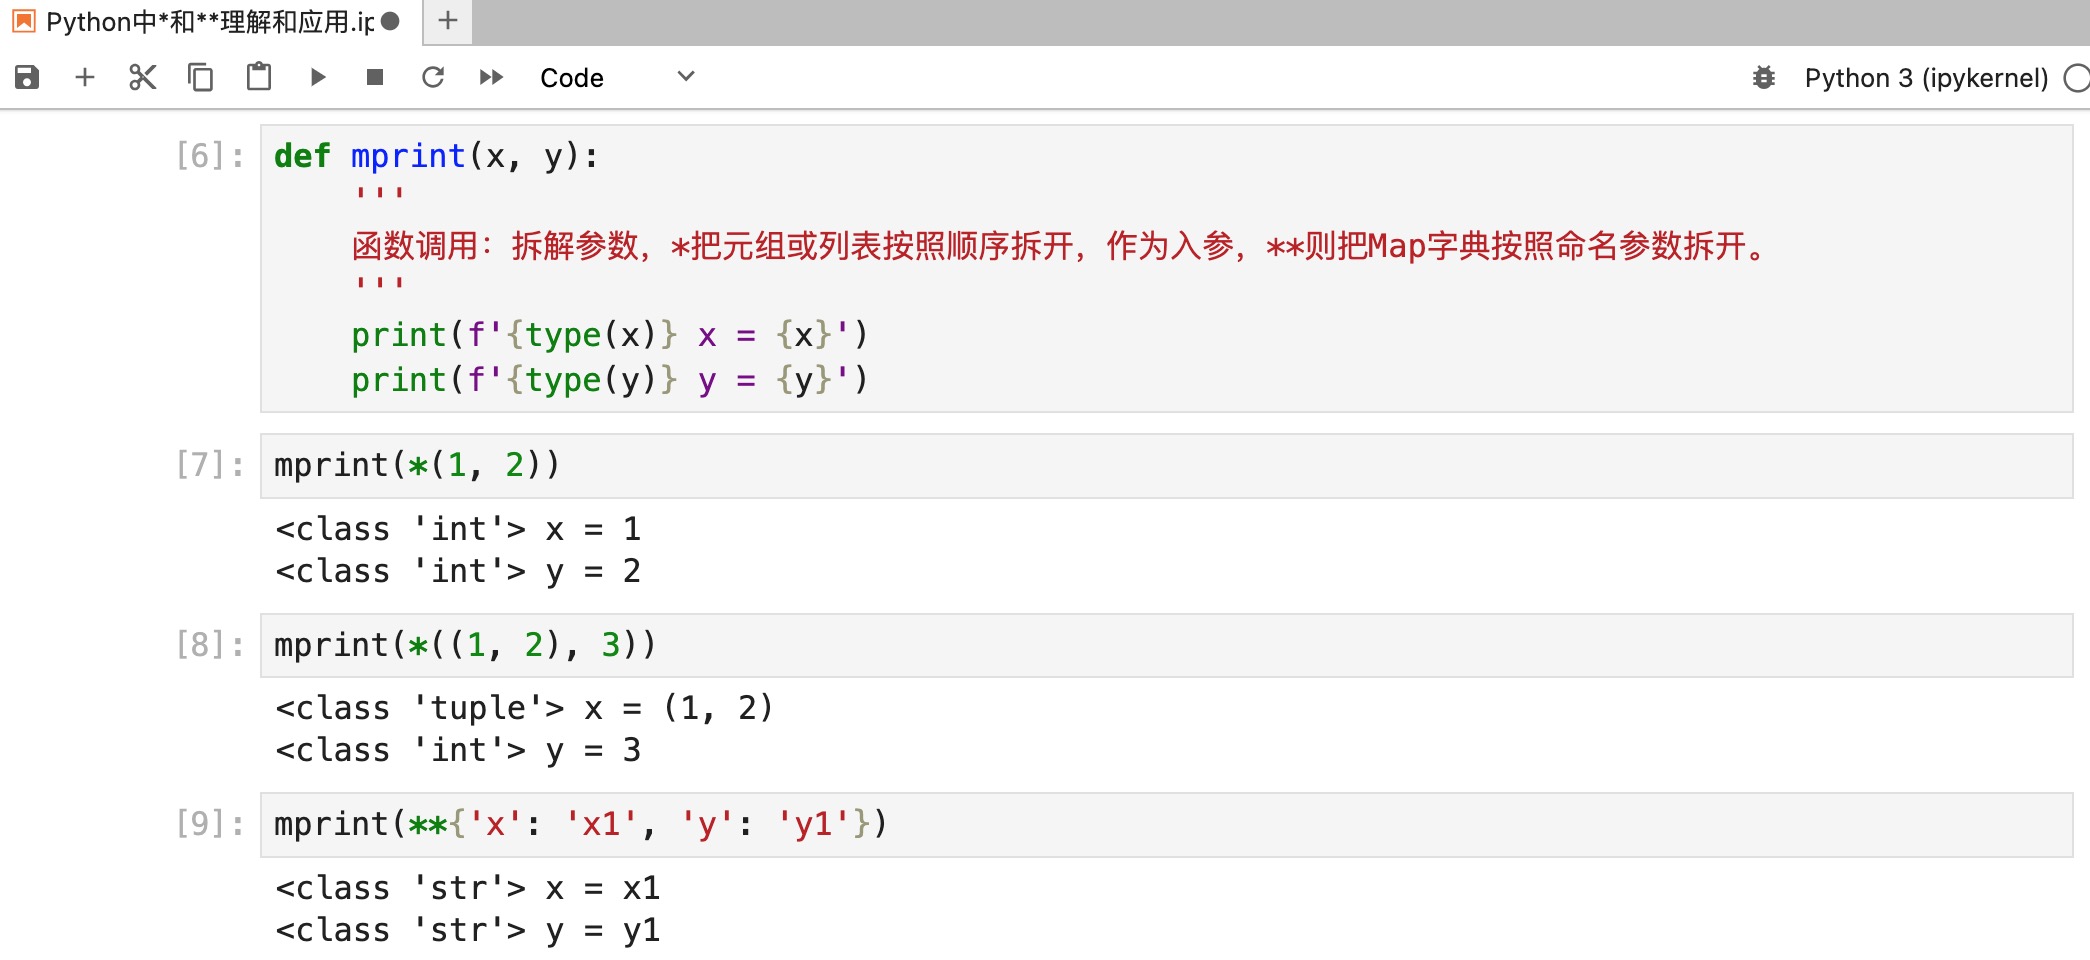 Python中*和**理解和应用.ip
Code
Python 3 (ipykernel)
[6]:
def mprint(x, y):
'''
函数调用：拆解参数，*把元组或列表按照顺序拆开，作为入参，**则把Map字典按照命名参数拆开。
'''
print(f'{type(x)} x = {x}')
print(f'{type(y)} y = {y}')
[7]:
mprint(*(1, 2))
<class 'int'> x = 1
<class 'int'> y = 2
[8]:
mprint(*((1, 2), 3))
<class 'tuple'> x = (1, 2)
<class 'int'> y = 3
[9]:
mprint(**{'x': 'x1', 'y': 'y1'})
<class 'str'> x = x1
<class 'str'> y = y1